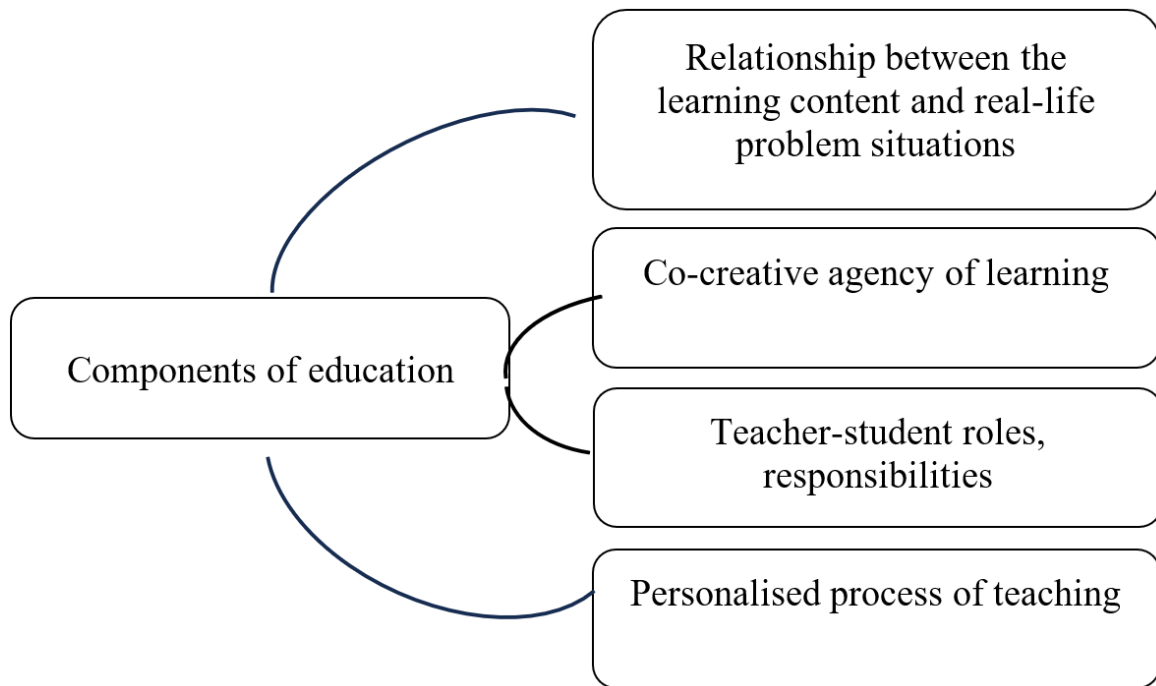 Relationship between the
learning content and real-life
problem situations
Co-creative agency of learning
Components of education
Teacher-student roles,
responsibilities
Personalised process of teaching